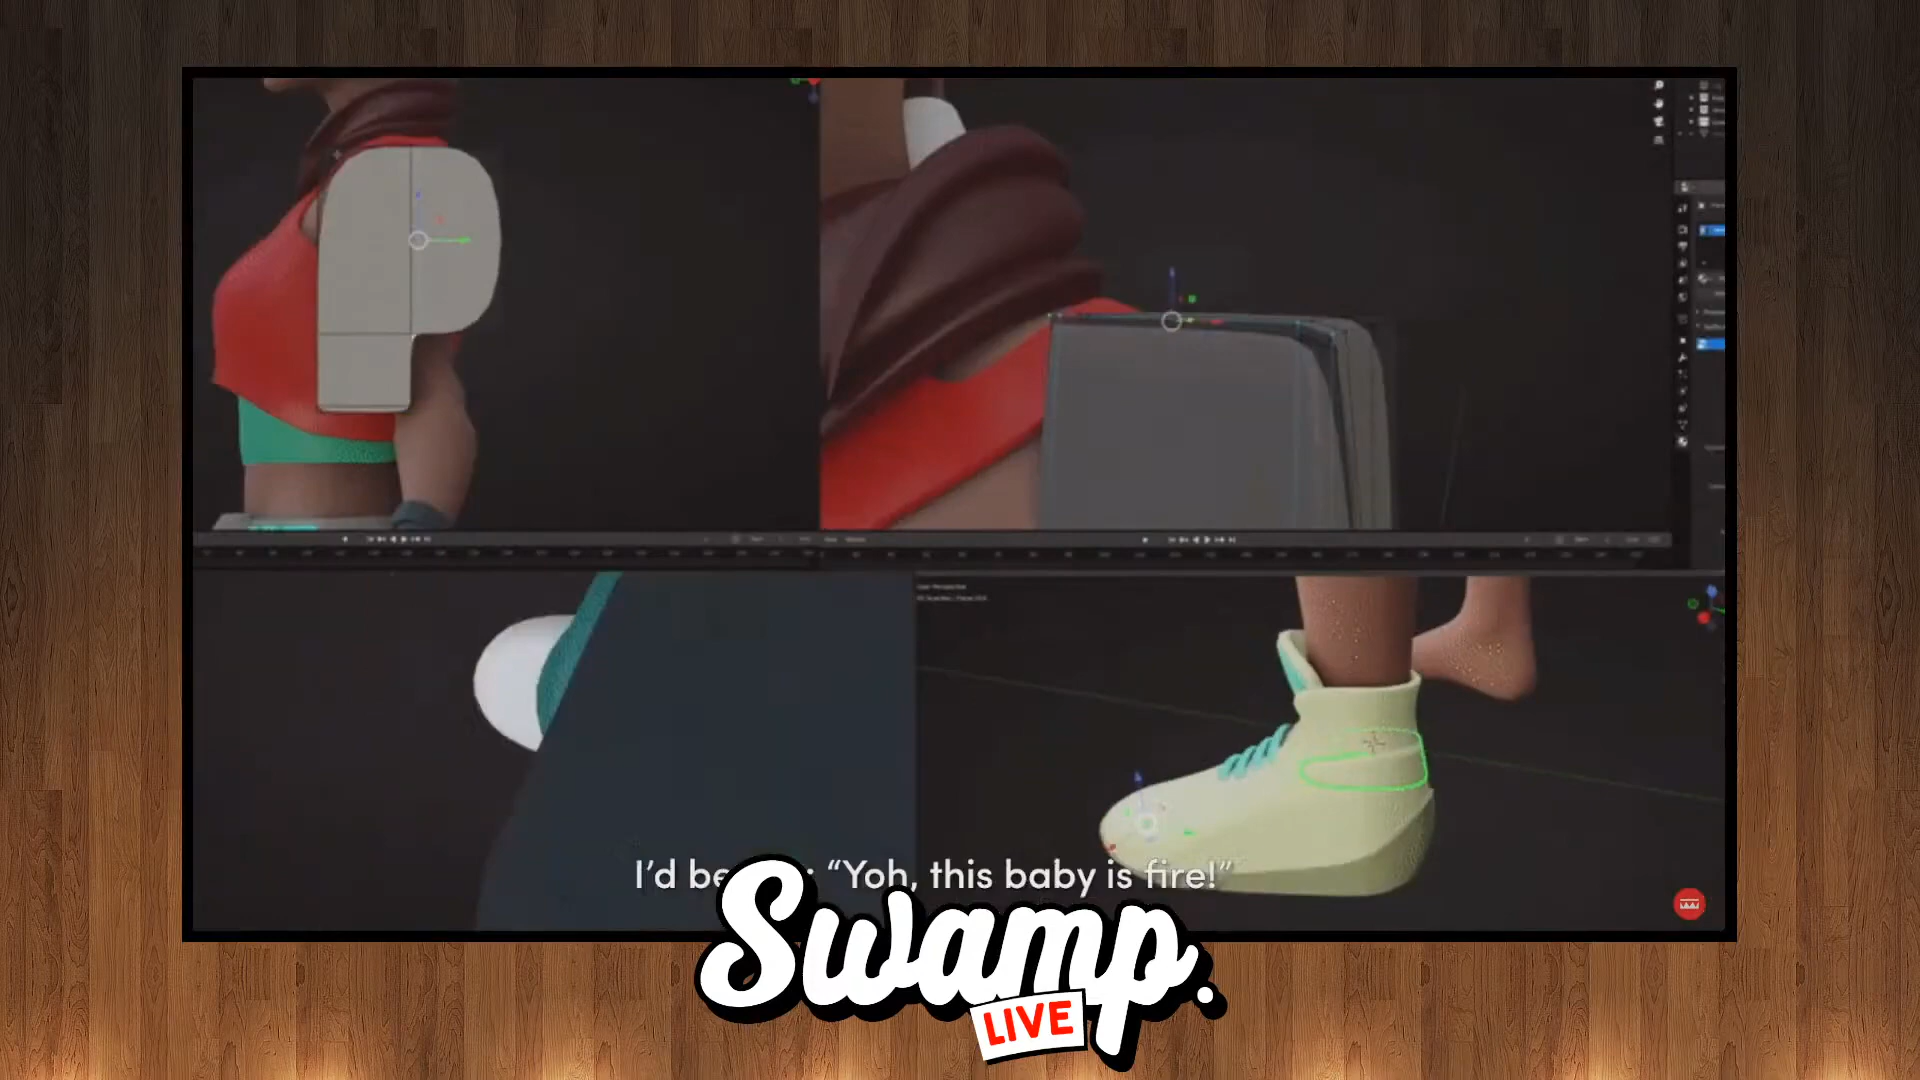 I'd be : “Yoh, this baby is fire!”
Swamp.
LIVE